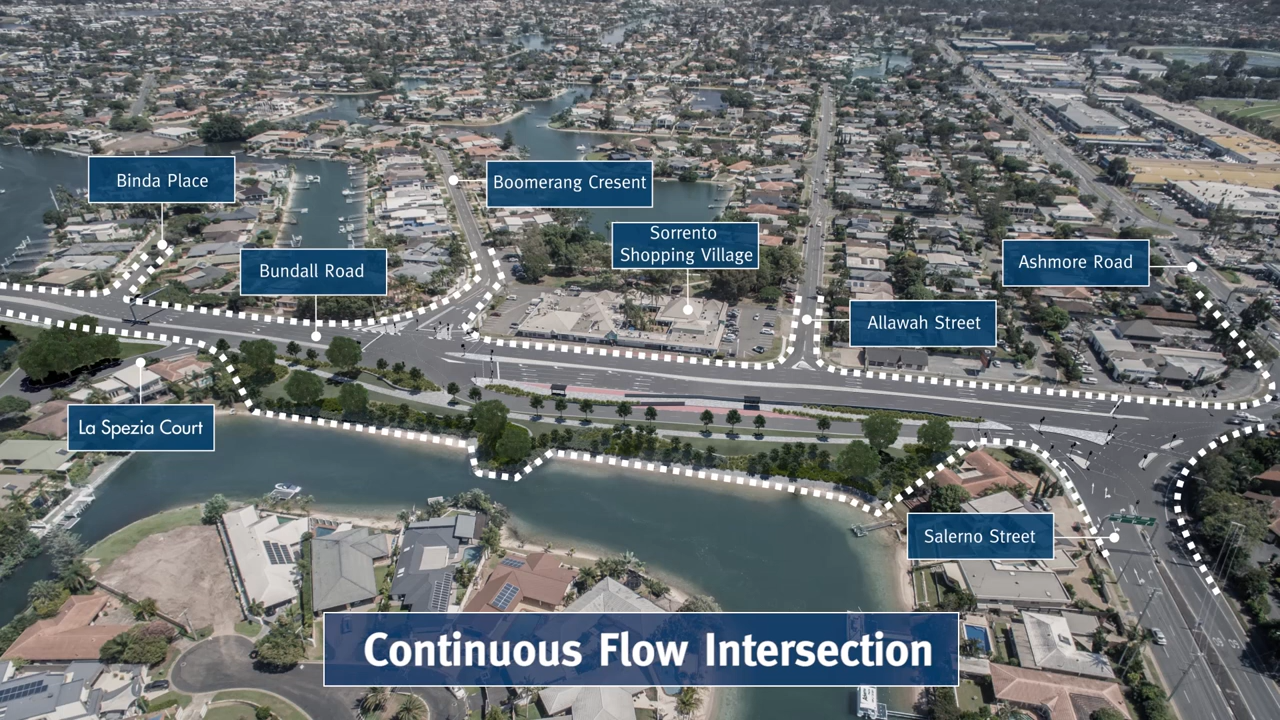 Binda Place
Boomerang Cresent
Sorrento
Shopping Village
Bundall Road
Ashmore Road
Allawah Street
La Spezia Court
Salerno Street
Continuous Flow Intersection